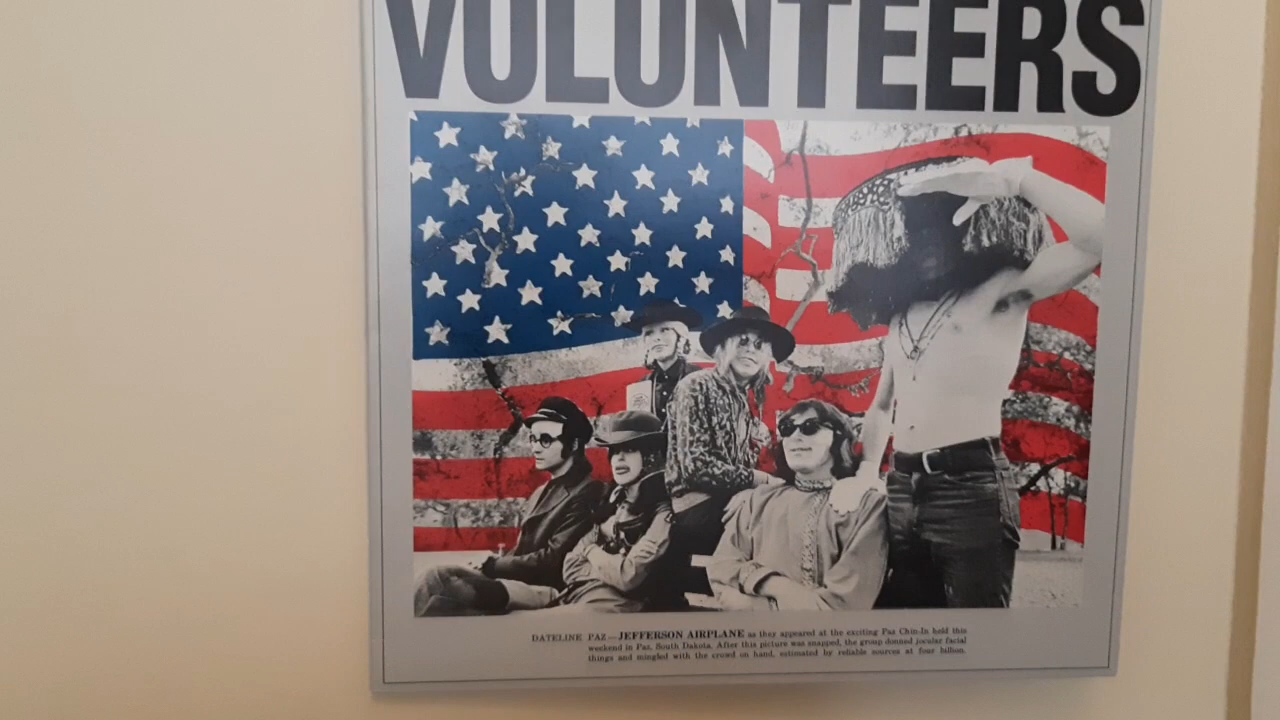 VOLUNTEERS
DATELINE PAZ—JEFFERSON AIRPLANE as they appeared at the exciting Paz Chin-In held this
weekend in Paz, South Dakota. After this picture was snapped, the group donned jocular facial
things and mingled with the crowd on hand, estimated by reliable sources at four billion.